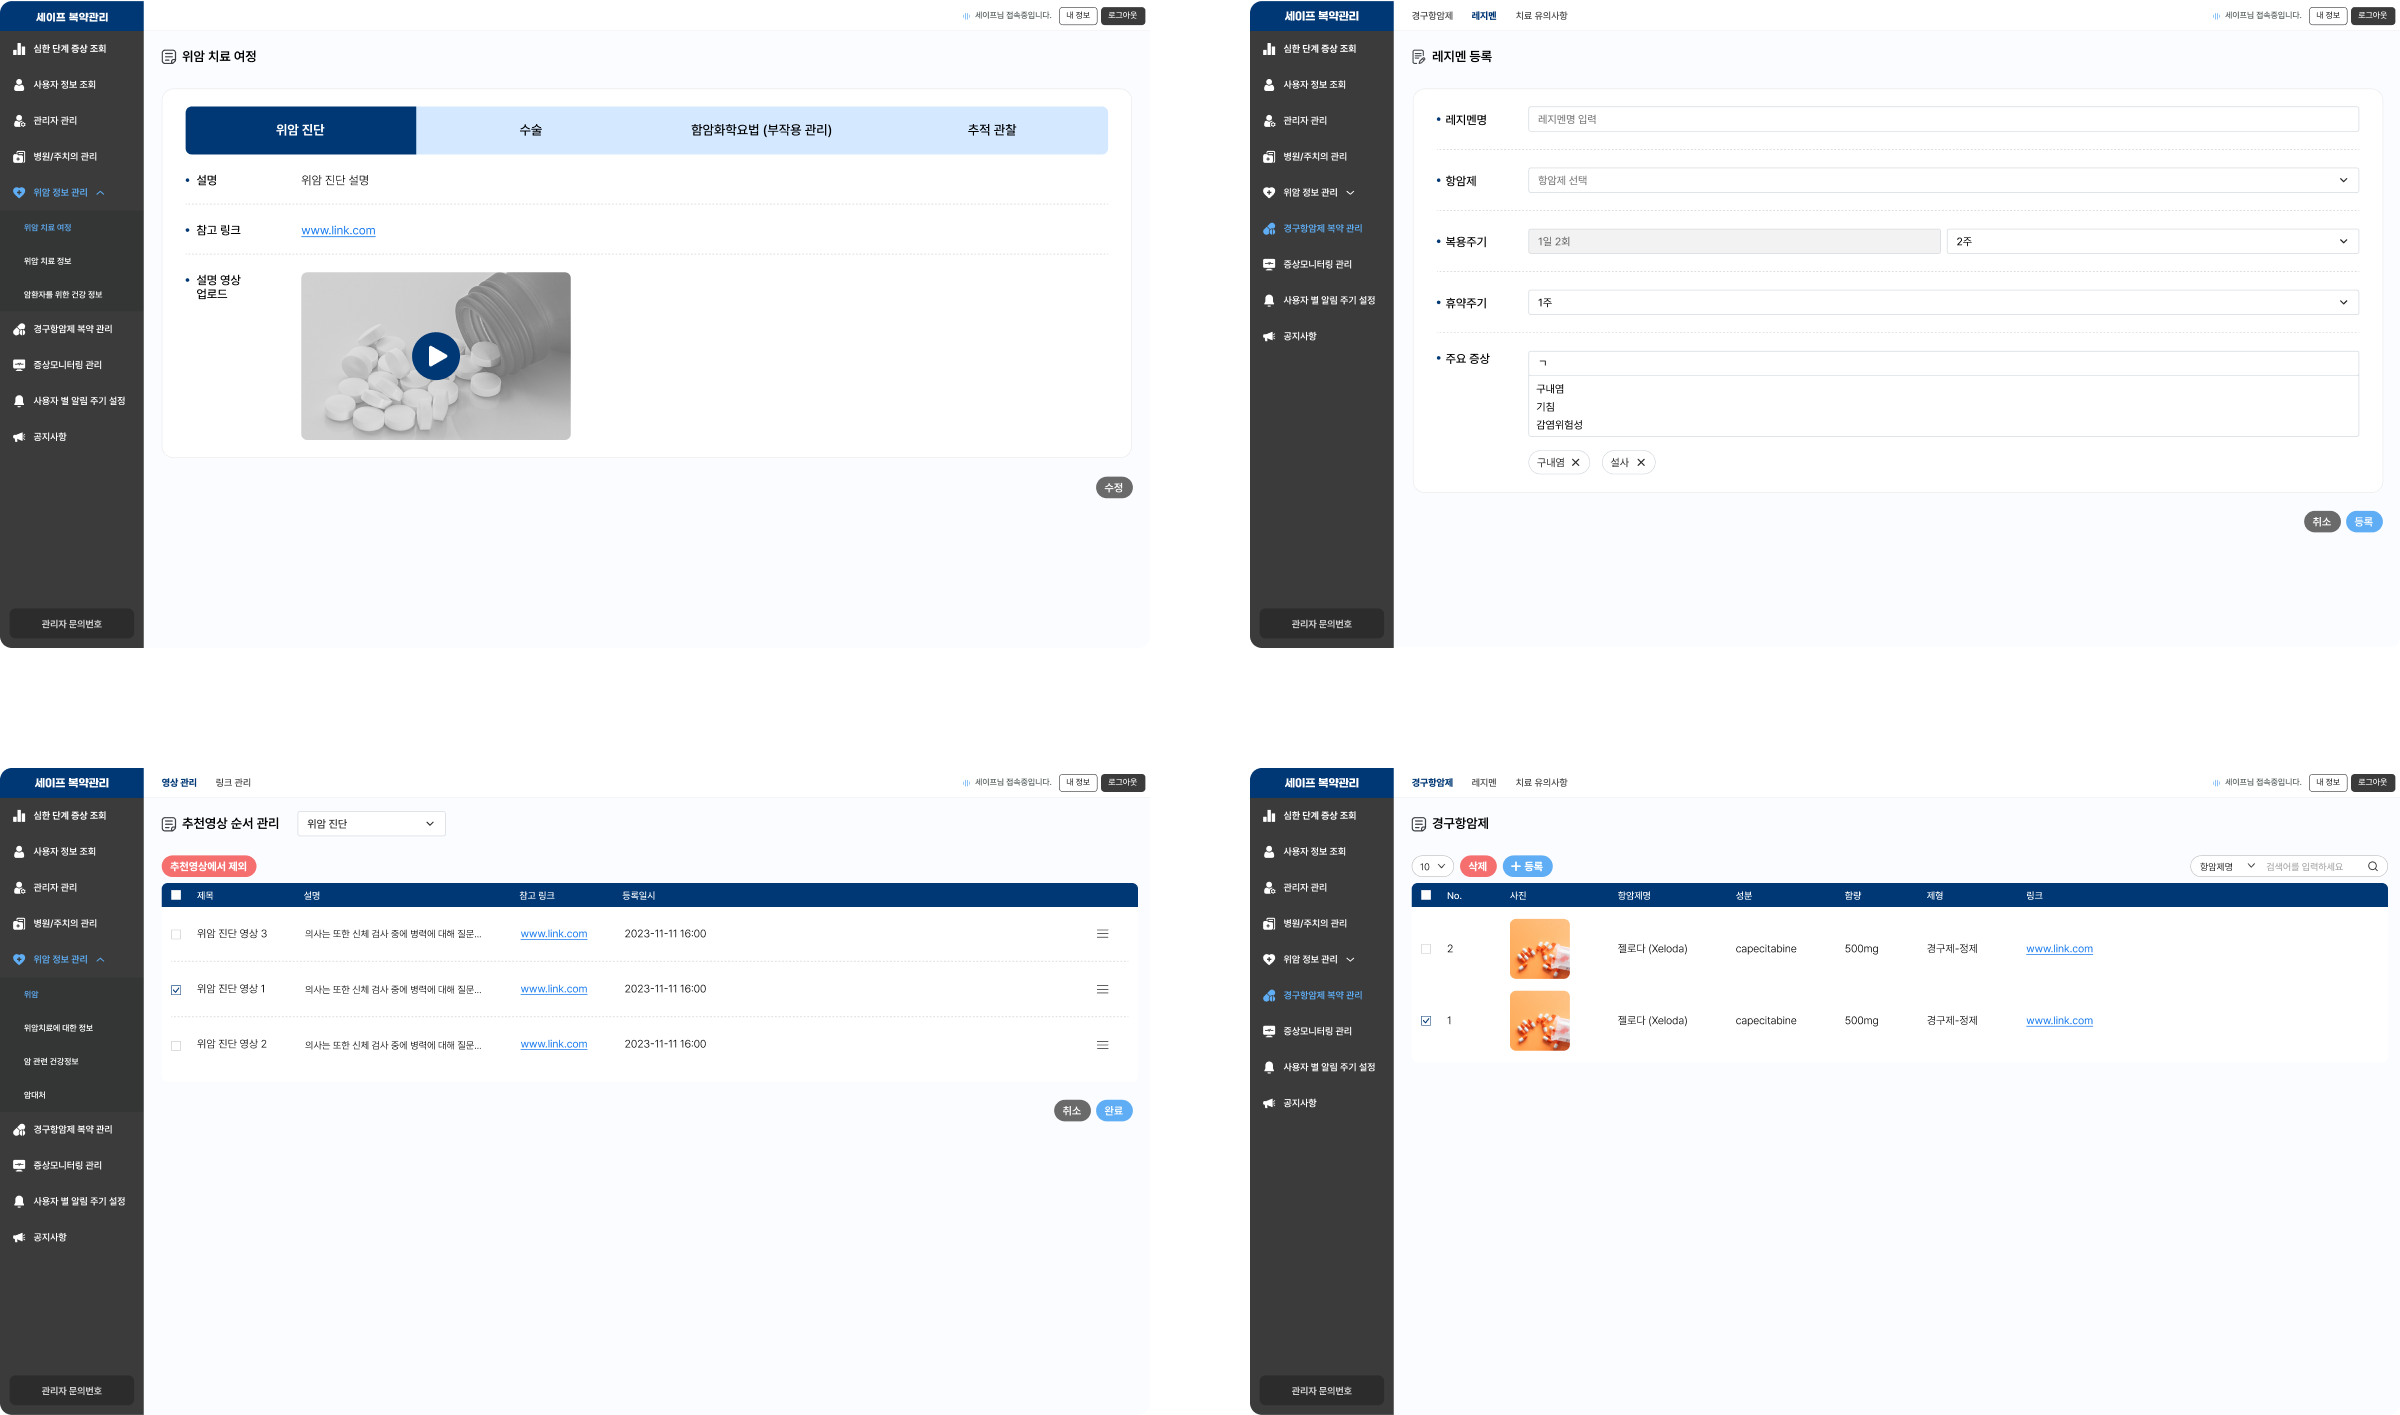 세이프 복약관리
세이프님 접속중입니다.
내 정보
로그아웃
심한 단계 증상 조회
사용자 정보 조회
관리자 관리
병원/주치의 관리
위암 정보 관리
위암 치료 여정
위암 치료 정보
암환자를 위한 건강 정보
경구항암제 복약 관리
증상모니터링 관리
사용자 별 알림 주기 설정
공지사항
관리자 문의번호
위암 치료 여정
위암 진단
수술
항암화학요법 (부작용 관리)
추적 관찰
설명
위암 진단 설명
참고 링크
www.link.com
설명 영상
업로드
수정
세이프 복약관리
경구항암제
레지멘
치료 유의사항
세이프님 접속중입니다.
내 정보
로그아웃
심한 단계 증상 조회
사용자 정보 조회
관리자 관리
병원/주치의 관리
위암 정보 관리
경구항암제 복약 관리
증상모니터링 관리
사용자 별 알림 주기 설정
공지사항
관리자 문의번호
레지멘 등록
레지멘명
레지멘명 입력
항암제
항암제 선택
복용주기
1일 2회
2주
휴약주기
1주
주요 증상
ㄱ
구내염
기침
감염위험성
구내염
설사
취소
등록
세이프 복약관리
영상 관리
링크 관리
세이프님 접속중입니다.
내 정보
로그아웃
심한 단계 증상 조회
사용자 정보 조회
관리자 관리
병원/주치의 관리
위암 정보 관리
위암
위암치료에 대한 정보
암 관련 건강정보
암대처
경구항암제 복약 관리
증상모니터링 관리
사용자 별 알림 주기 설정
공지사항
관리자 문의번호
추천영상 순서 관리
위암 진단
추천영상에서 제외
제목 설명 참고 링크 등록일시
위암 진단 영상 3 의사는 또한 신체 검사 중에 병력에 대해 질문... www.link.com 2023-11-11 16:00
위암 진단 영상 1 의사는 또한 신체 검사 중에 병력에 대해 질문... www.link.com 2023-11-11 16:00
위암 진단 영상 2 의사는 또한 신체 검사 중에 병력에 대해 질문... www.link.com 2023-11-11 16:00
취소
완료
세이프 복약관리
경구항암제
레지멘
치료 유의사항
세이프님 접속중입니다.
내 정보
로그아웃
심한 단계 증상 조회
사용자 정보 조회
관리자 관리
병원/주치의 관리
위암 정보 관리
경구항암제 복약 관리
증상모니터링 관리
사용자 별 알림 주기 설정
공지사항
관리자 문의번호
경구항암제
10
삭제
+ 등록
항암제명
검색어를 입력하세요
No. 사진 항암제명 성분 함량 제형 링크
2 젤로다 (Xeloda) capecitabine 500mg 경구제-정제 www.link.com
1 젤로다 (Xeloda) capecitabine 500mg 경구제-정제 www.link.com